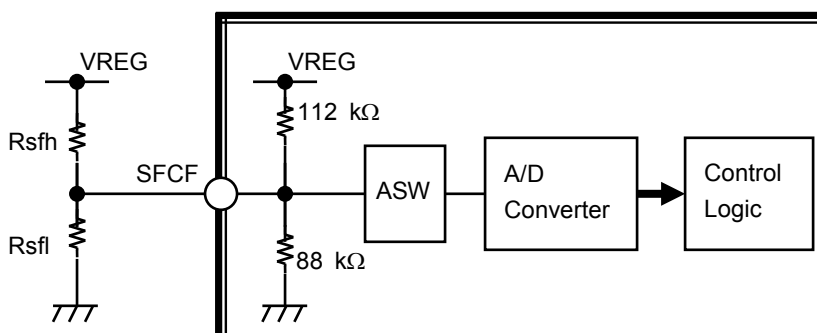 VREG
VREG
112 kΩ
Rsfh
SFCF
ASW
A/D
Converter
Control
Logic
Rsfl
88 kΩ